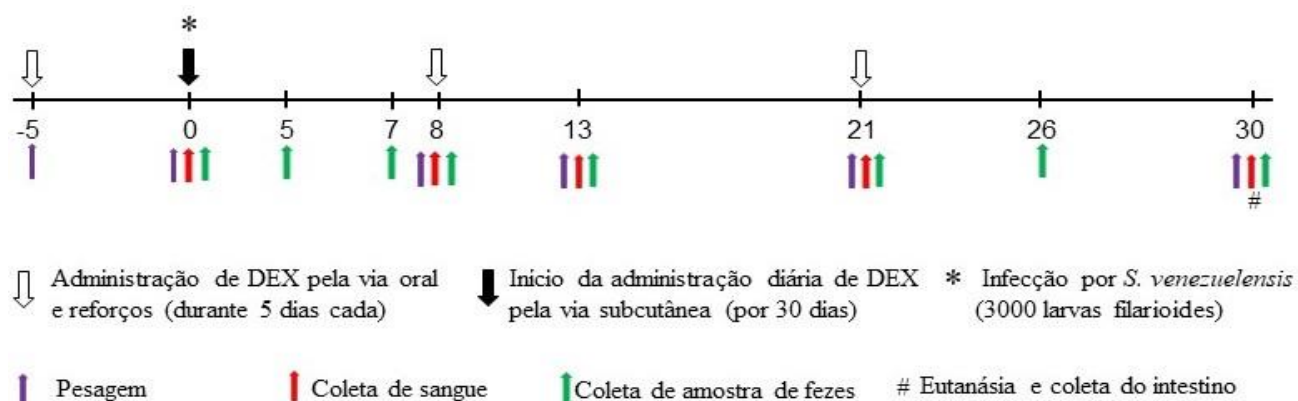 *
-5 0 5 7 8 13 21 26 30
#
Administração de DEX pela via oral
e reforços (durante 5 dias cada)
Início da administração diária de DEX
pela via subcutânea (por 30 dias)
* Infecção por S. venezuelensis
(3000 larvas filarioides)
Pesagem
Coleta de sangue
Coleta de amostra de fezes
# Eutanásia e coleta do intestino